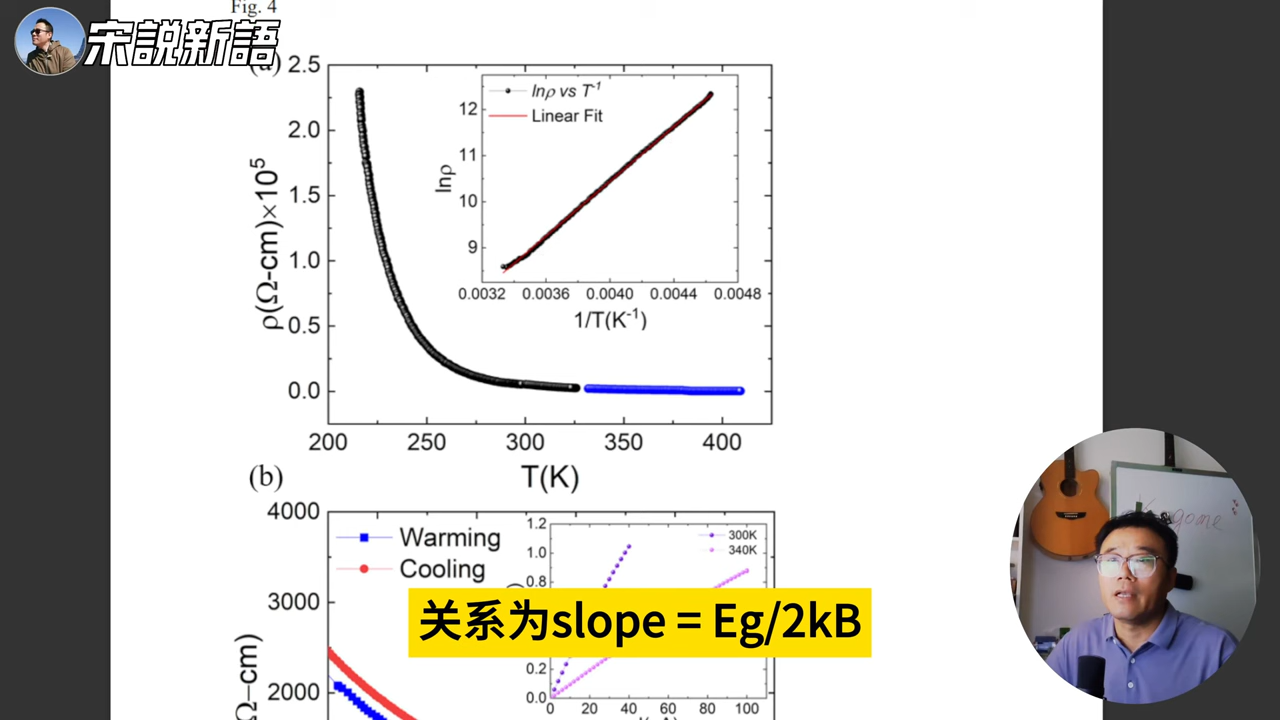 Fig. 4
宋說新語
(a)
2.5
2.0
1.5
1.0
0.5
0.0
ρ(Ω-cm)×10⁵
200 250 300 350 400
T(K)
lnρ vs T⁻¹
Linear Fit
12
11
10
9
lnρ
0.0032 0.0036 0.0040 0.0044 0.0048
1/T(K⁻¹)
(b)
4000
3000
2000
Ω−cm)
Warming
Cooling
1.2
1.0
0.8
0.2
0.0
300K
340K
0 20 40 60 80 100
关系为slope = Eg/2kB